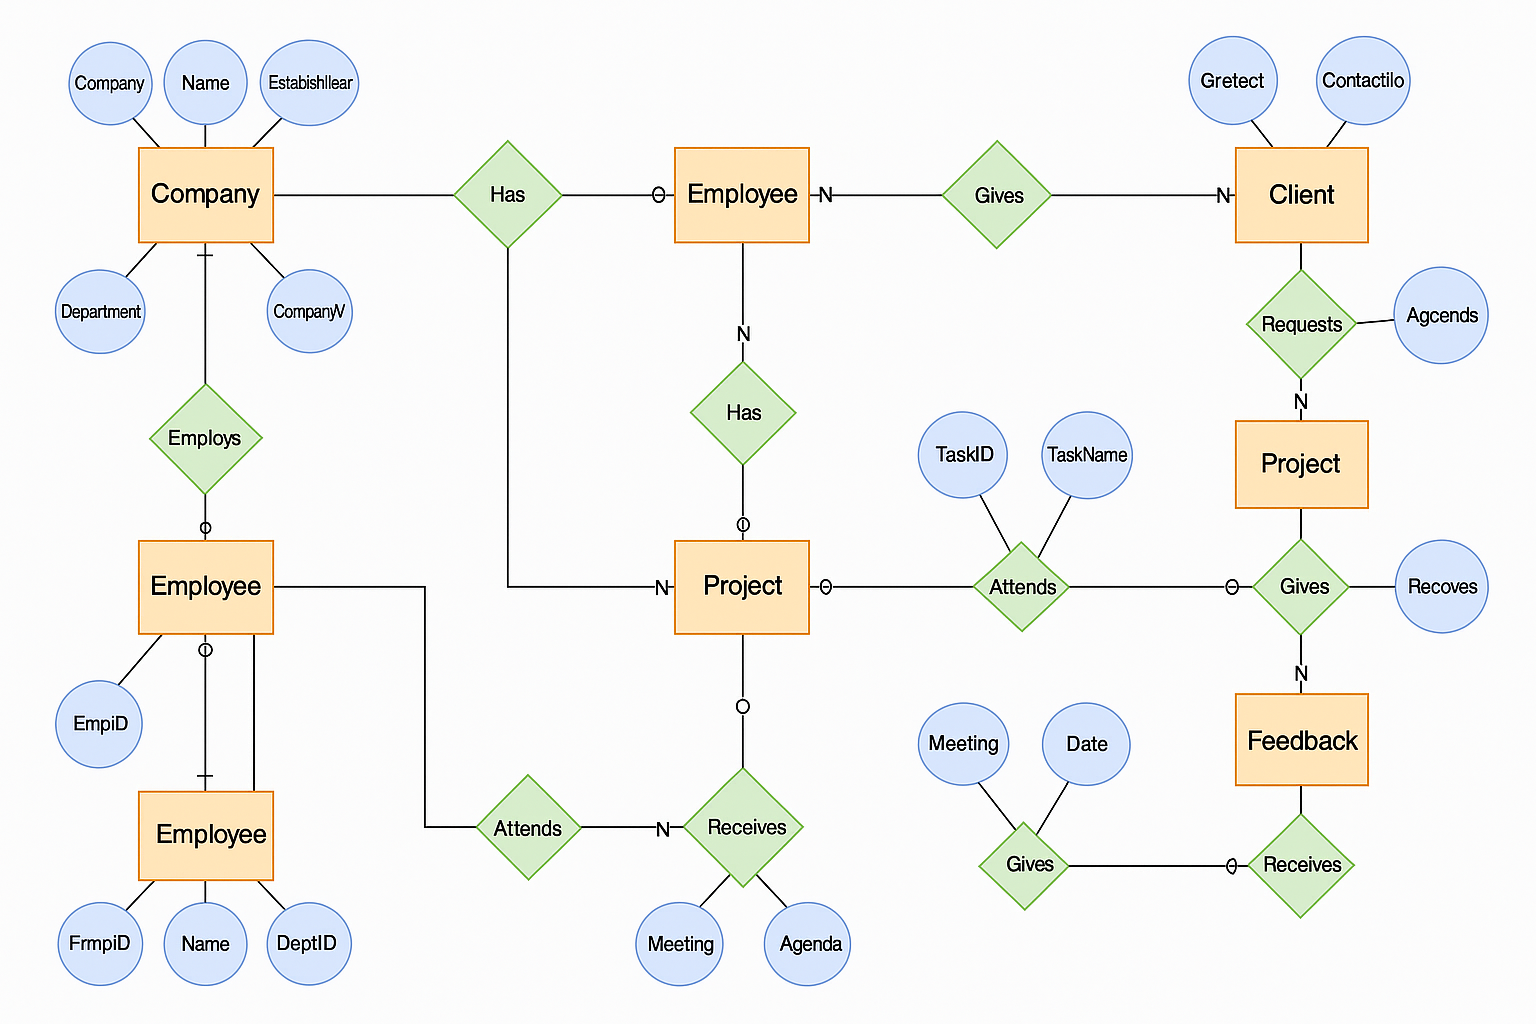 Company
Name
Estabishllear
Gretect
Contactilo
Company
Has
O
Employee
N
Gives
N
Client
Department
CompanyV
Requests
Agcends
N
N
Employs
Has
TaskID
TaskName
Project
O
O
Employee
N
Project
O
Attends
O
Gives
Recoves
O
N
EmpiD
O
Meeting
Date
Feedback
Employee
Attends
N
Receives
Gives
O
Receives
FrmpiD
Name
DeptID
Meeting
Agenda